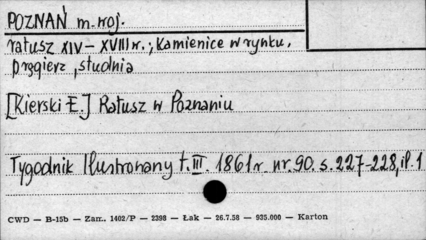 POZNAŃ m. woj.
ratusz XIV – XVIII w.; kamienice w rynku,
pręgierz, studnia
[Kierski E.] Ratusz w Poznaniu
Tygodnik Ilustrowany t. III. 1861 r. nr. 90. s. 227-228, il. 1
CWD — B-15b — Zam. 1402/P — 2398 — Łak — 26.7.58 — 935.000 — Karton